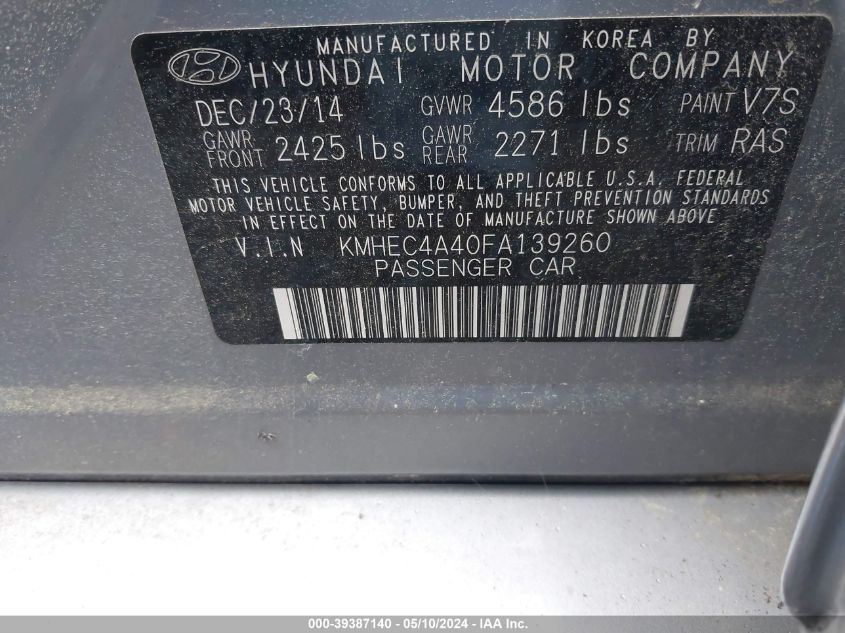 MANUFACTURED IN KOREA BY
HYUNDAI MOTOR COMPANY
DEC/23/14 GVWR 4586 lbs PAINT V7S
GAWR FRONT 2425 lbs GAWR REAR 2271 lbs TRIM RAS
THIS VEHICLE CONFORMS TO ALL APPLICABLE U.S.A. FEDERAL
MOTOR VEHICLE SAFETY, BUMPER, AND THEFT PREVENTION STANDARDS
IN EFFECT ON THE DATE OF MANUFACTURE SHOWN ABOVE
V.I.N KMHEC4A40FA139260
PASSENGER CAR
000-39387140 - 05/10/2024 - IAA Inc.